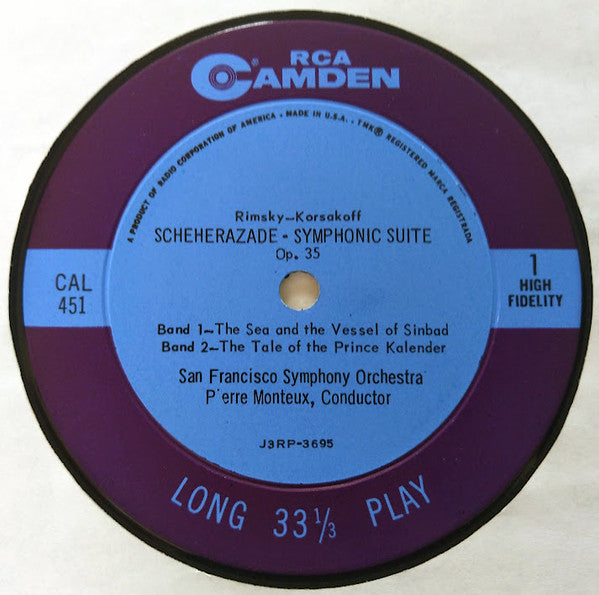 RCA
CAMDEN
A PRODUCT OF RADIO CORPORATION OF AMERICA • MADE IN U.S.A. • TMK ® REGISTERED MARCA REGISTRADA
Rimsky—Korsakoff
SCHEHERAZADE - SYMPHONIC SUITE
Op. 35
CAL
451
1
HIGH
FIDELITY
Band 1—The Sea and the Vessel of Sinbad
Band 2—The Tale of the Prince Kalender
San Francisco Symphony Orchestra
Pierre Monteux, Conductor
J3RP-3695
LONG 33⅓ PLAY